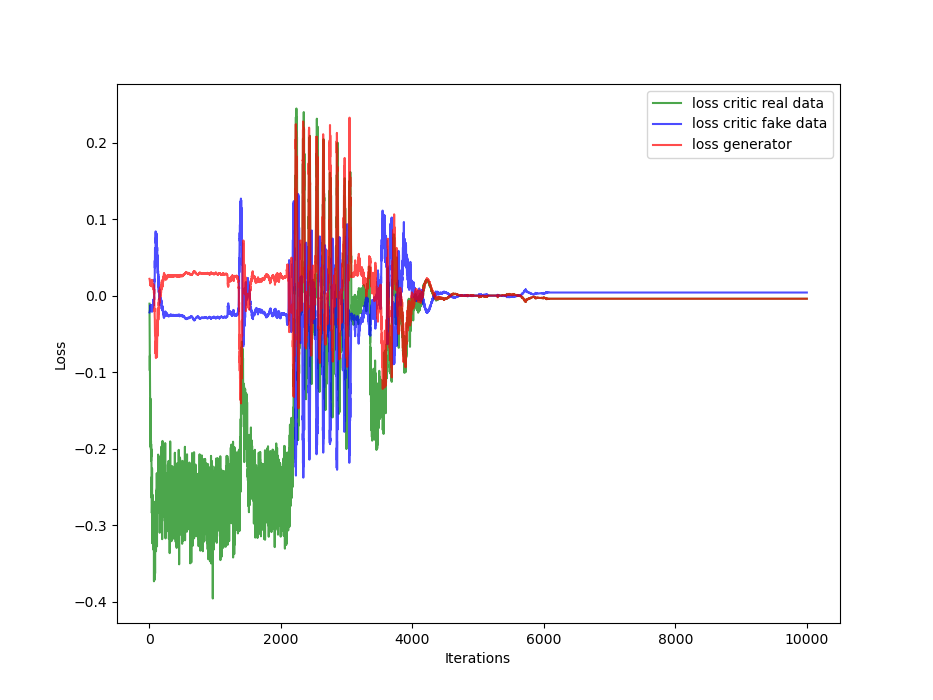 loss critic real data
loss critic fake data
loss generator
0.2
0.1
0.0
−0.1
−0.2
−0.3
−0.4
Loss
0 2000 4000 6000 8000 10000
Iterations